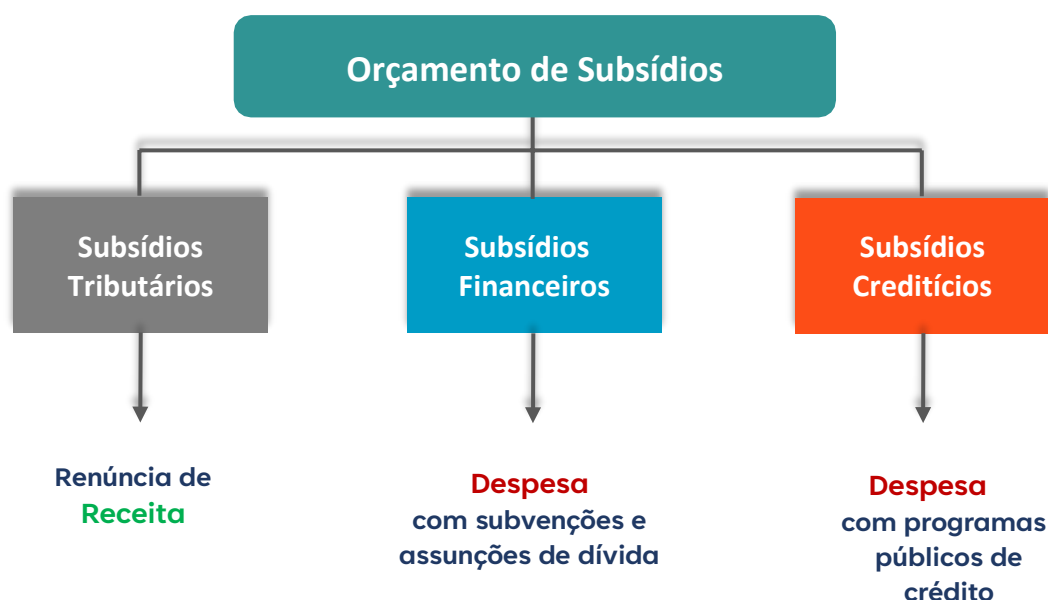 Orçamento de Subsídios
Subsídios
Tributários
Subsídios
Financeiros
Subsídios
Creditícios
Renúncia de
Receita
Despesa
com subvenções e
assunções de dívida
Despesa
com programas
públicos de
crédito